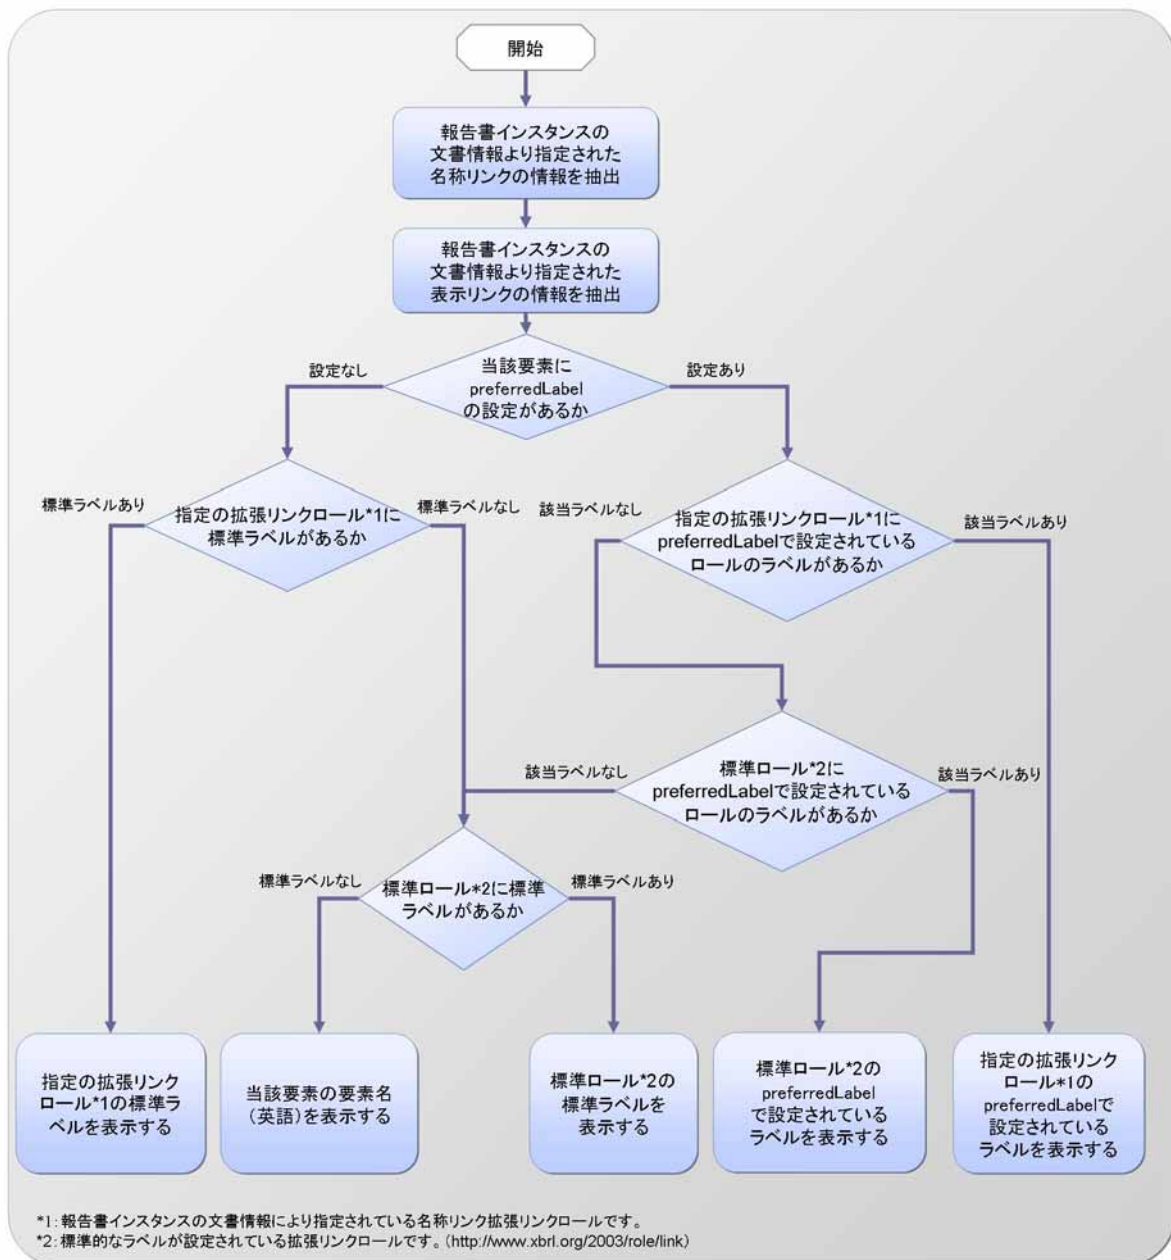 開始
報告書インスタンスの
文書情報より指定された
名称リンクの情報を抽出
報告書インスタンスの
文書情報より指定された
表示リンクの情報を抽出
当該要素に
preferredLabel
の設定があるか
設定なし
設定あり
標準ラベルあり
指定の拡張リンクロール*1に
標準ラベルがあるか
標準ラベルなし
該当ラベルなし
指定の拡張リンクロール*1に
preferredLabelで設定されている
ロールのラベルがあるか
該当ラベルあり
該当ラベルなし
標準ロール*2に
preferredLabelで設定されている
ロールのラベルがあるか
該当ラベルあり
標準ラベルなし
標準ロール*2に標準
ラベルがあるか
標準ラベルあり
指定の拡張リンク
ロール*1の標準ラ
ベルを表示する
当該要素の要素名
(英語)を表示する
標準ロール*2の
標準ラベルを
表示する
標準ロール*2の
preferredLabel
で設定されている
ラベルを表示する
指定の拡張リンク
ロール*1の
preferredLabelで
設定されている
ラベルを表示する
*1:報告書インスタンスの文書情報により指定されている名称リンク拡張リンクロールです。
*2:標準的なラベルが設定されている拡張リンクロールです。(http://www.xbrl.org/2003/role/link)